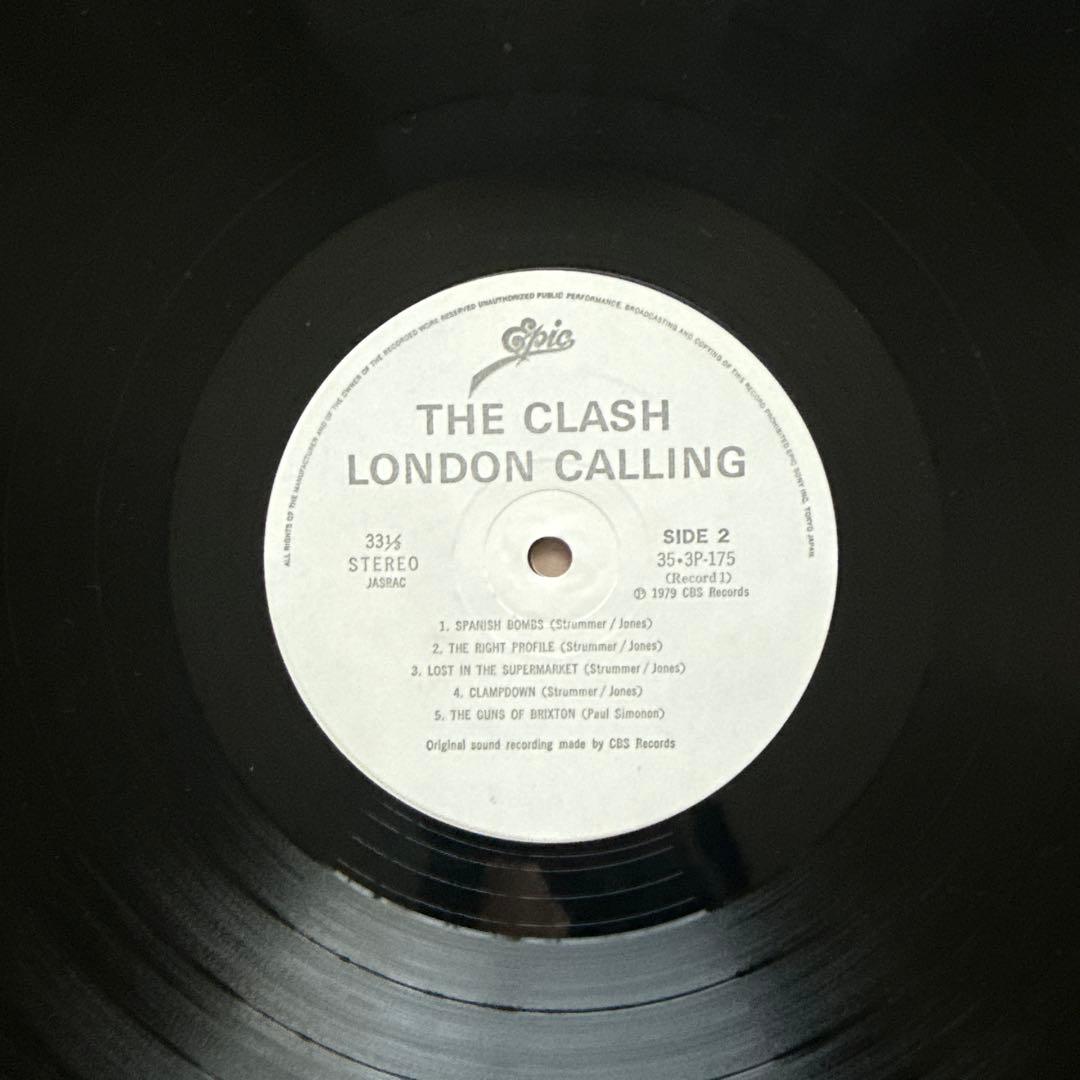 ALL RIGHTS OF THE MANUFACTURER AND OF THE OWNER OF THE RECORDED WORK RESERVED UNAUTHORIZED PUBLIC PERFORMANCE, BROADCASTING AND COPYING OF THIS RECORD PROHIBITED EPIC SONY INC. TOKYO JAPAN
Epic
THE CLASH
LONDON CALLING
33⅓
STEREO
JASRAC
SIDE 2
35・3P-175
(Record 1)
Ⓟ 1979 CBS Records
1. SPANISH BOMBS (Strummer / Jones)
2. THE RIGHT PROFILE (Strummer / Jones)
3. LOST IN THE SUPERMARKET (Strummer / Jones)
4. CLAMPDOWN (Strummer / Jones)
5. THE GUNS OF BRIXTON (Paul Simonon)
Original sound recording made by CBS Records